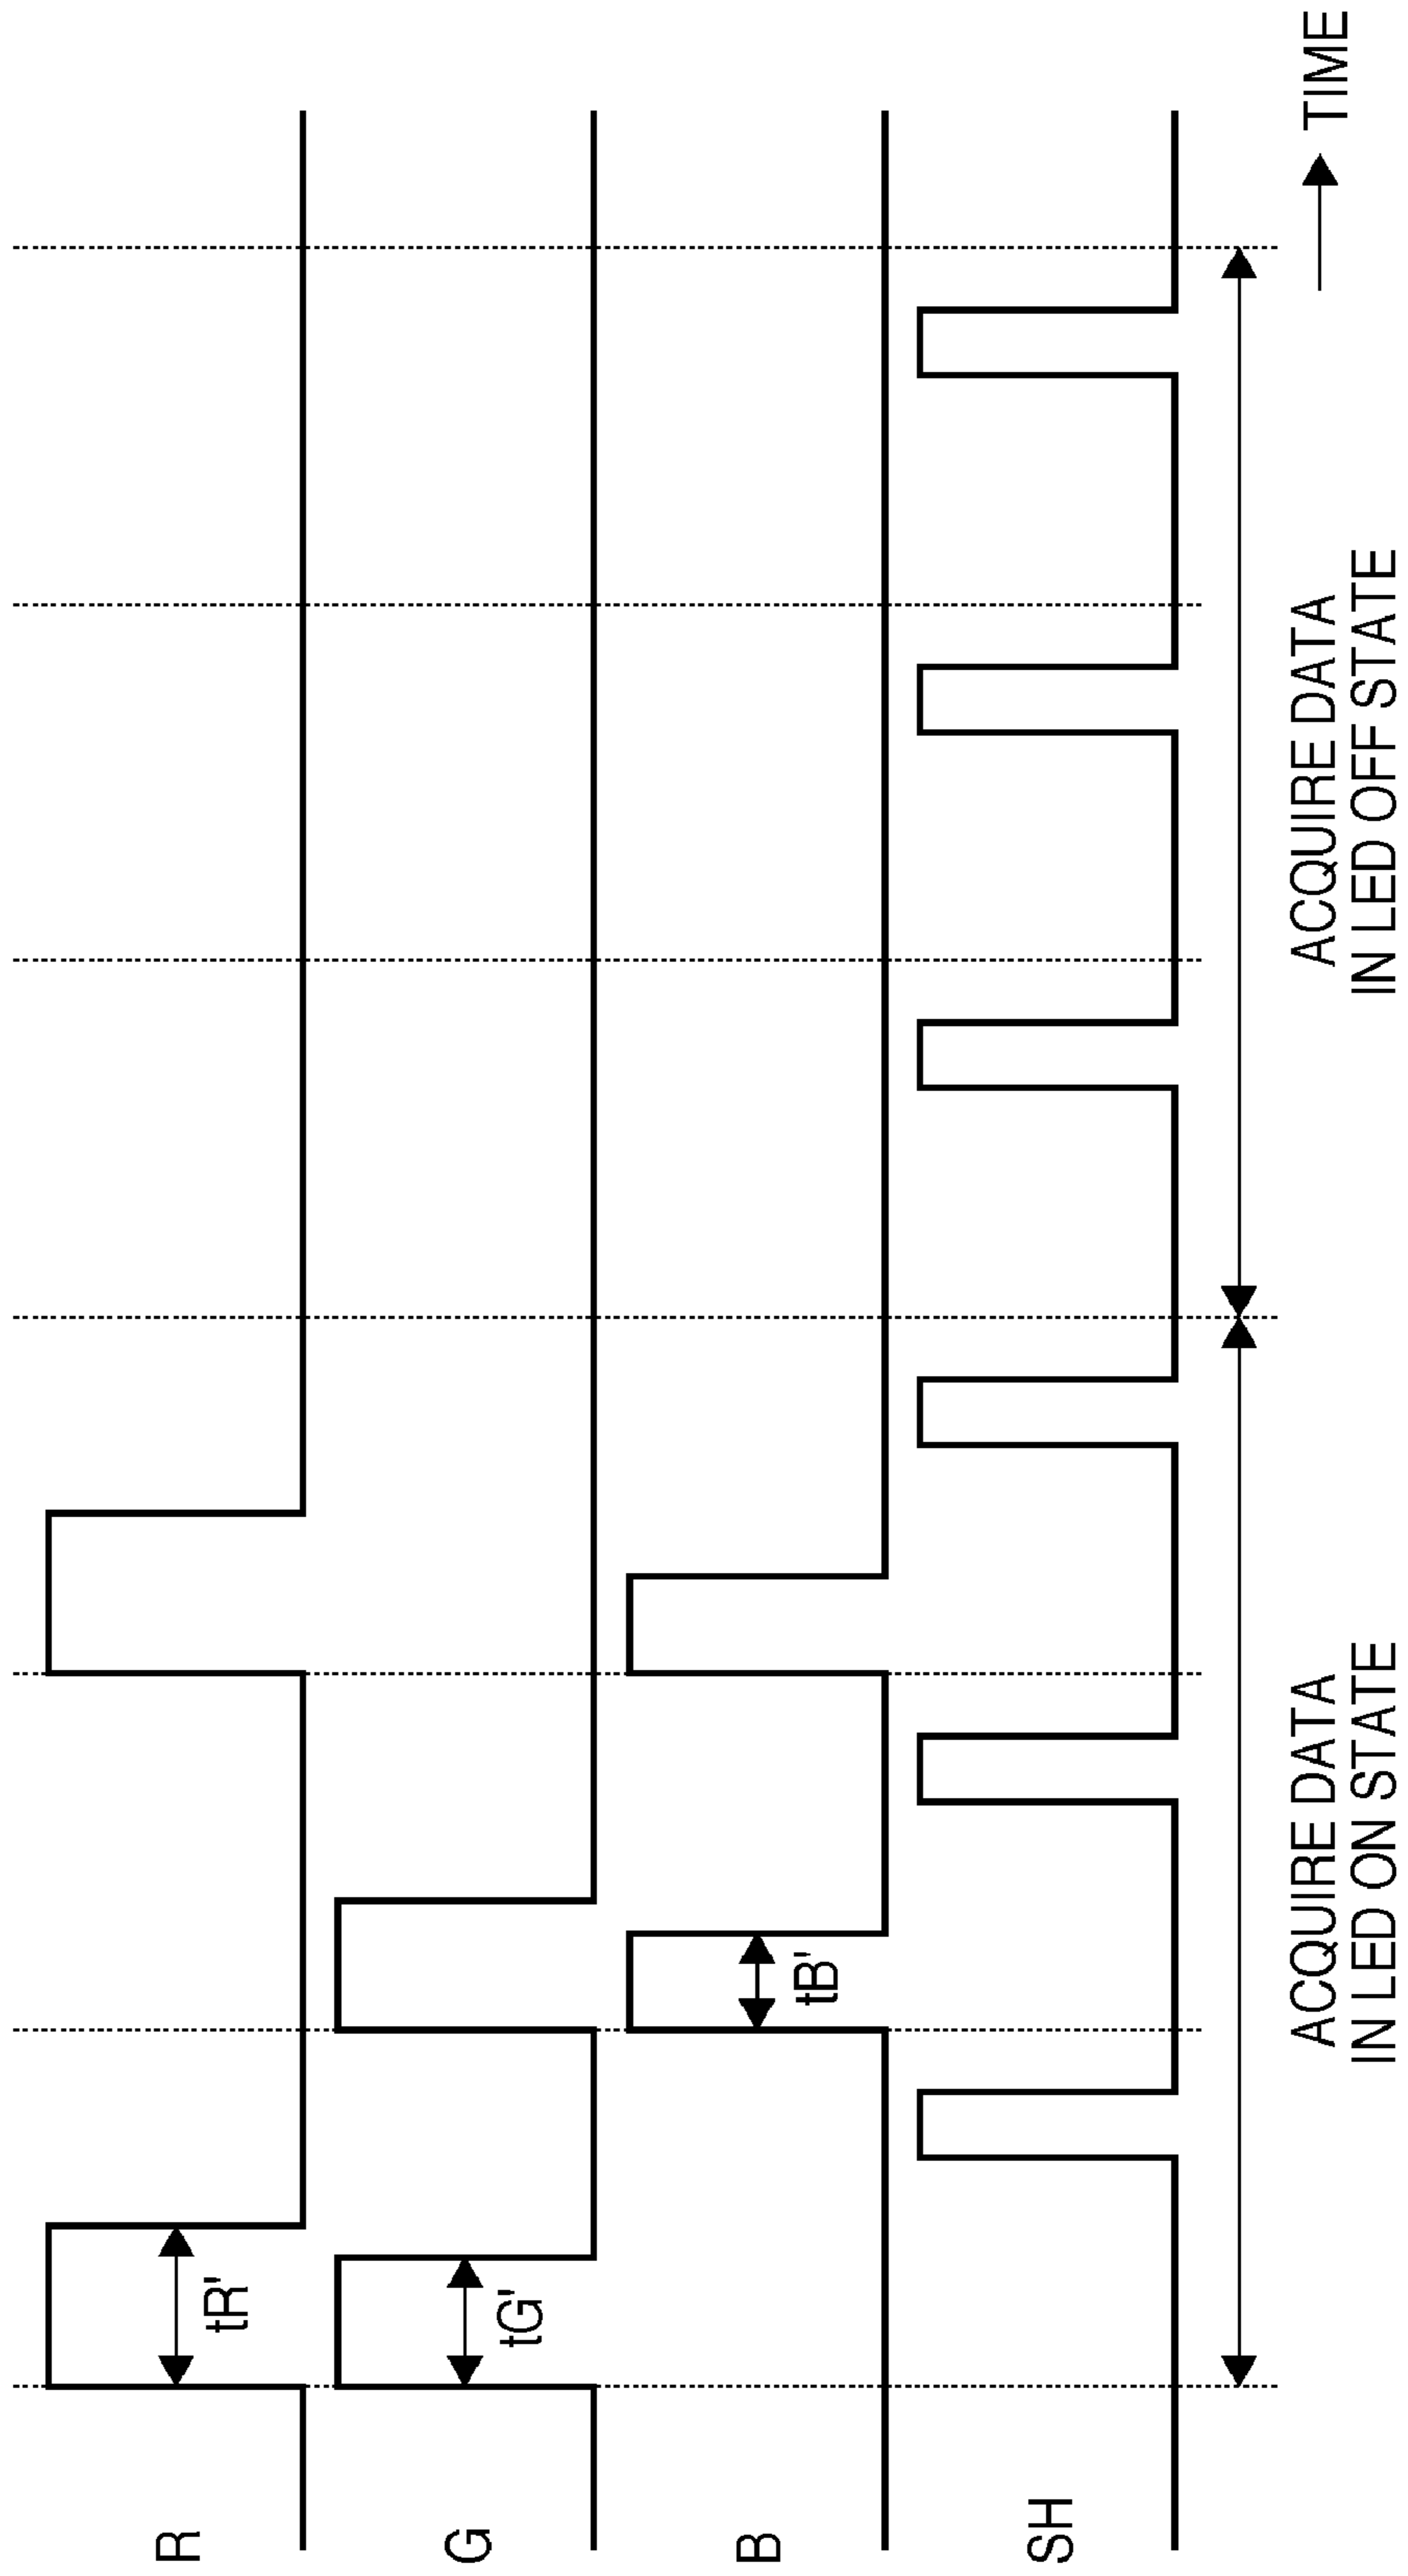 R
tR'
G
tG'
B
tB'
SH
ACQUIRE DATA
IN LED ON STATE
ACQUIRE DATA
IN LED OFF STATE
TIME